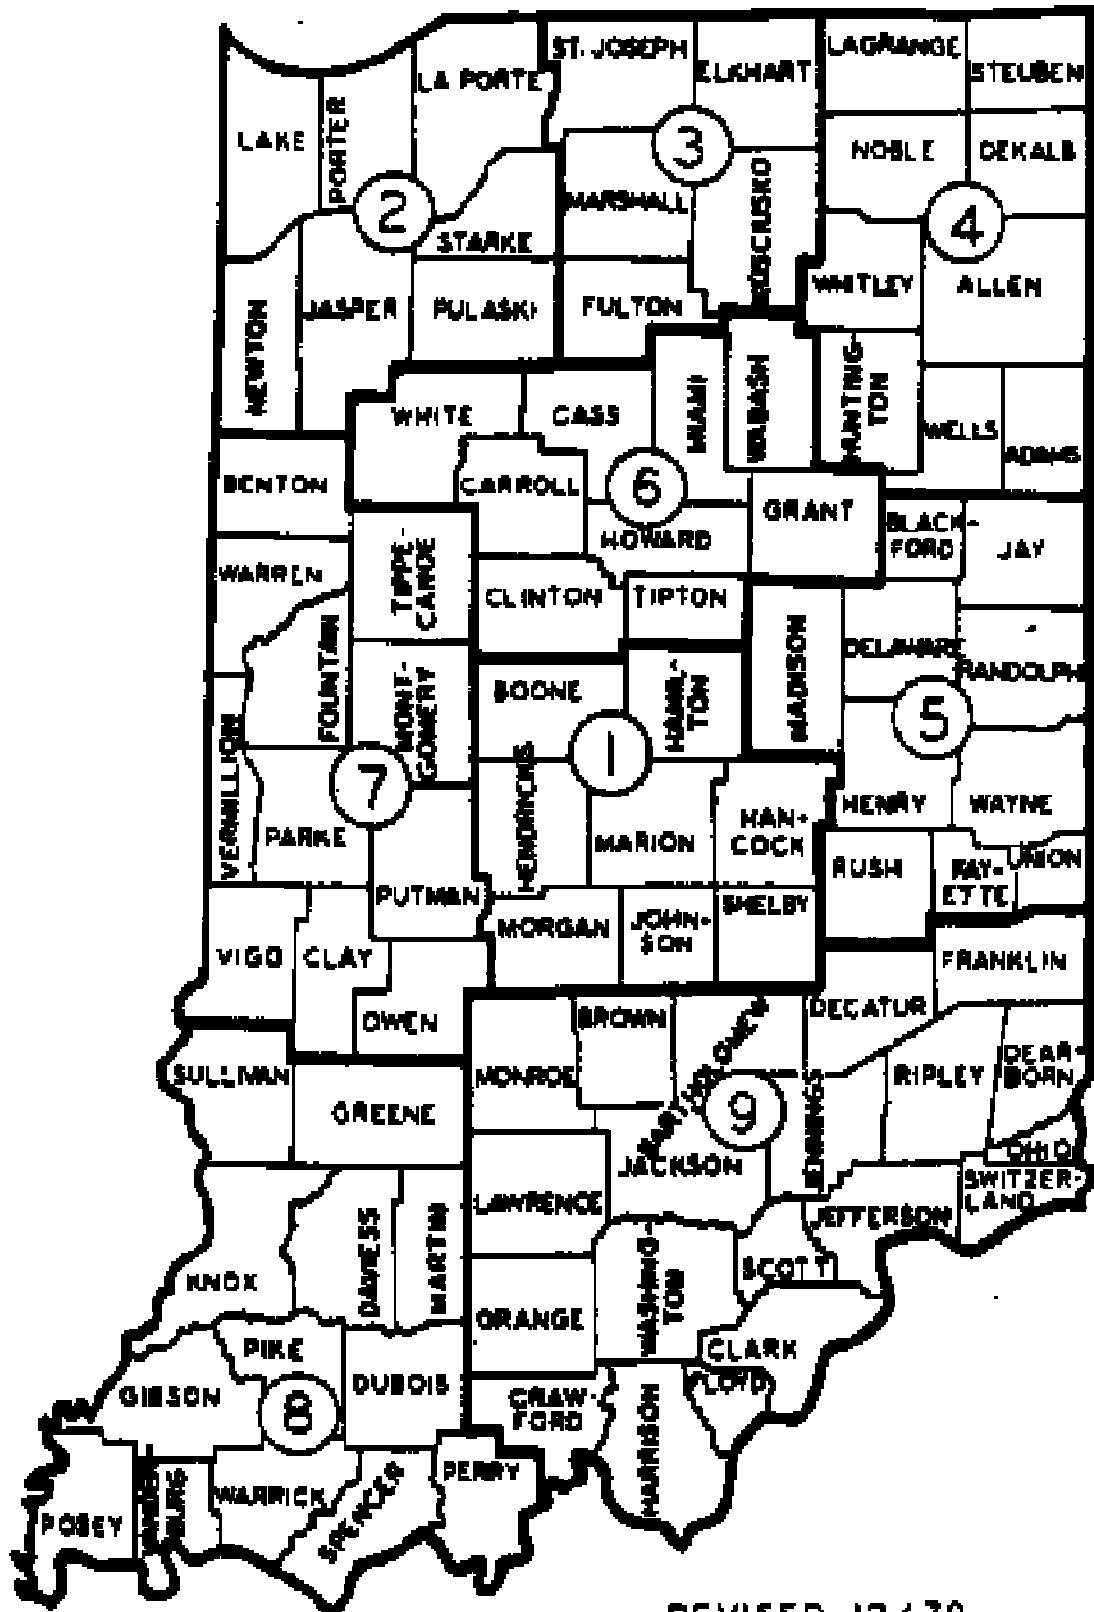 ST. JOSEPH
LAGRANGE
LA PORTE
ELKHART
STEUBEN
LAKE
PORTER
3
NOBLE
DEKALB
2
MARSHALL
KOSCIUSKO
4
STARKE
WHITLEY
ALLEN
NEWTON
JASPER
PULASKI
FULTON
WHITE
CASS
MIAMI
WABASH
HUNTING-
TON
WELLS
ADAMS
BENTON
CARROLL
6
GRANT
BLACK-
FORD
JAY
HOWARD
WARREN
TIPPE-
CANOE
CLINTON
TIPTON
FOUNTAIN
MONT-
GOMERY
BOONE
HAMIL-
TON
MADISON
DELAWARE
RANDOLPH
5
1
7
VERMILLION
PARKE
HENDRICKS
MARION
HAN-
COCK
HENRY
WAYNE
RUSH
FAY-
ETTE
UNION
PUTMAN
MORGAN
JOHN-
SON
SHELBY
VIGO
CLAY
FRANKLIN
OWEN
BROWN
BARTHOLOMEW
DECATUR
SULLIVAN
GREENE
MONROE
9
JENNINGS
RIPLEY
DEAR-
BORN
OHIO
LAWRENCE
JACKSON
JEFFERSON
SWITZER-
LAND
KNOX
DAVIESS
MARTIN
ORANGE
WASHING-
TON
SCOTT
CLARK
PIKE
GIBSON
8
DUBOIS
CRAW-
FORD
HARRISON
FLOYD
POSEY
WARRICK
SPENCER
PERRY